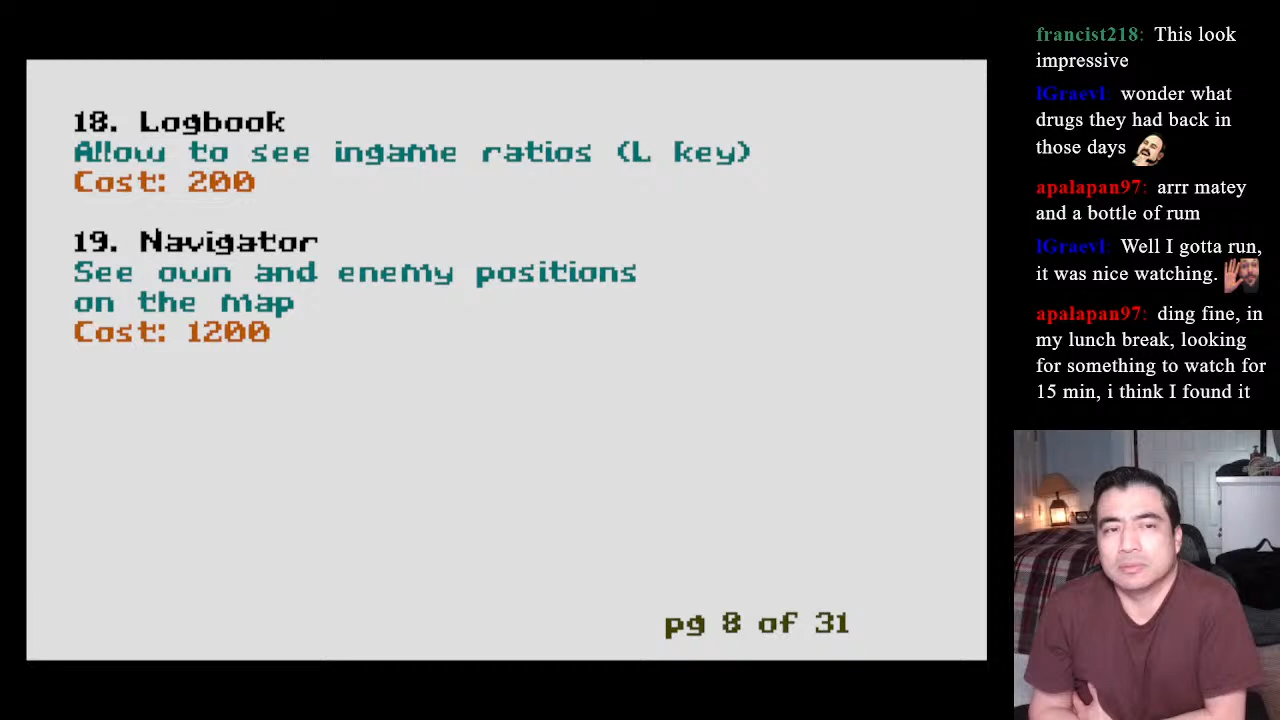 18. Logbook
Allow to see ingame ratios (L key)
Cost: 200
19. Navigator
See own and enemy positions
on the map
Cost: 1200
pg 8 of 31
francist218: This look
impressive
lGraevl: wonder what
drugs they had back in
those days
apalapan97: arrr matey
and a bottle of rum
lGraevl: Well I gotta run,
it was nice watching.
apalapan97: ding fine, in
my lunch break, looking
for something to watch for
15 min, i think I found it